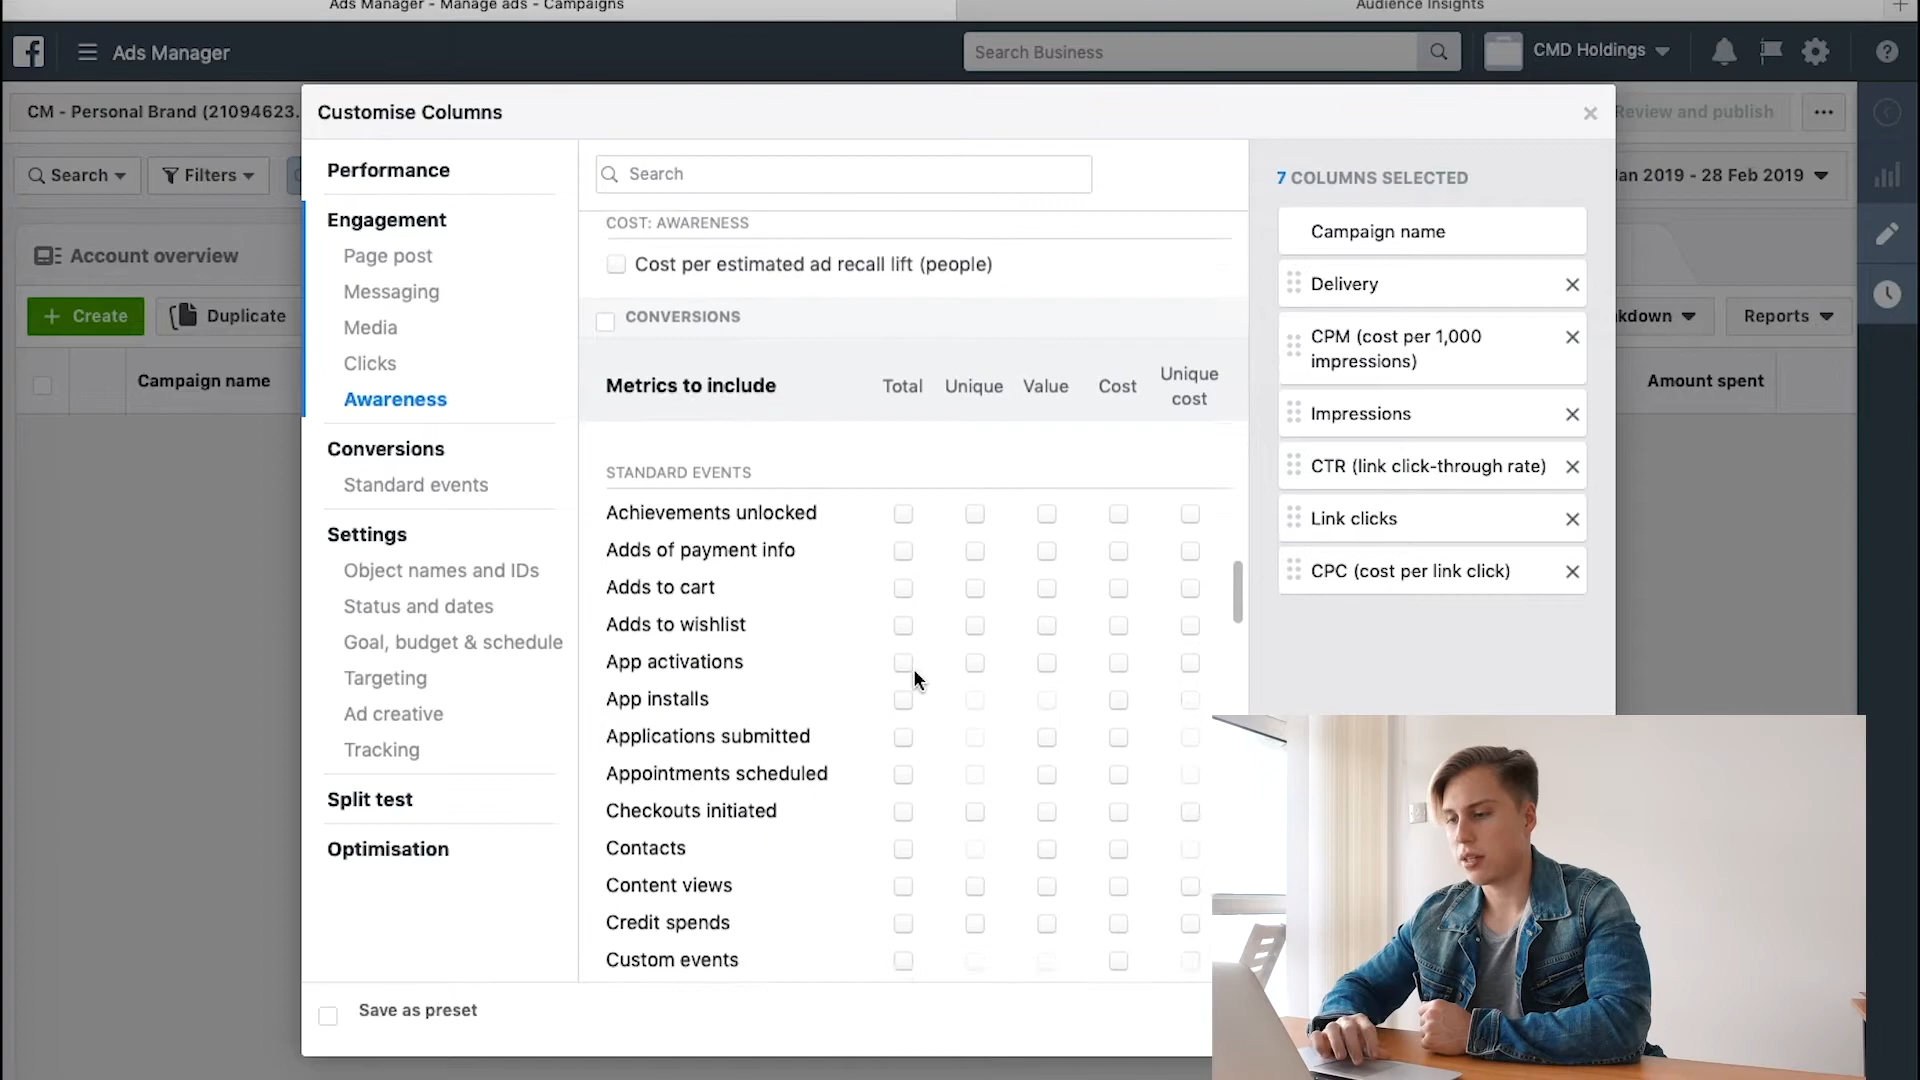 Ads Manager - Manage ads - Campaigns
Audience Insights
Ads Manager
Search Business
CMD Holdings
CM - Personal Brand (21094623.
Customise Columns
Review and publish
Search
Filters
an 2019 - 28 Feb 2019
Account overview
Create
Duplicate
kdown
Reports
Campaign name
Amount spent
Performance
Engagement
Page post
Messaging
Media
Clicks
Awareness
Conversions
Standard events
Settings
Object names and IDs
Status and dates
Goal, budget & schedule
Targeting
Ad creative
Tracking
Split test
Optimisation
Search
COST: AWARENESS
Cost per estimated ad recall lift (people)
CONVERSIONS
Metrics to include Total Unique Value Cost Unique cost
STANDARD EVENTS
Achievements unlocked
Adds of payment info
Adds to cart
Adds to wishlist
App activations
App installs
Applications submitted
Appointments scheduled
Checkouts initiated
Contacts
Content views
Credit spends
Custom events
7 COLUMNS SELECTED
Campaign name
Delivery
CPM (cost per 1,000
impressions)
Impressions
CTR (link click-through rate)
Link clicks
CPC (cost per link click)
Save as preset